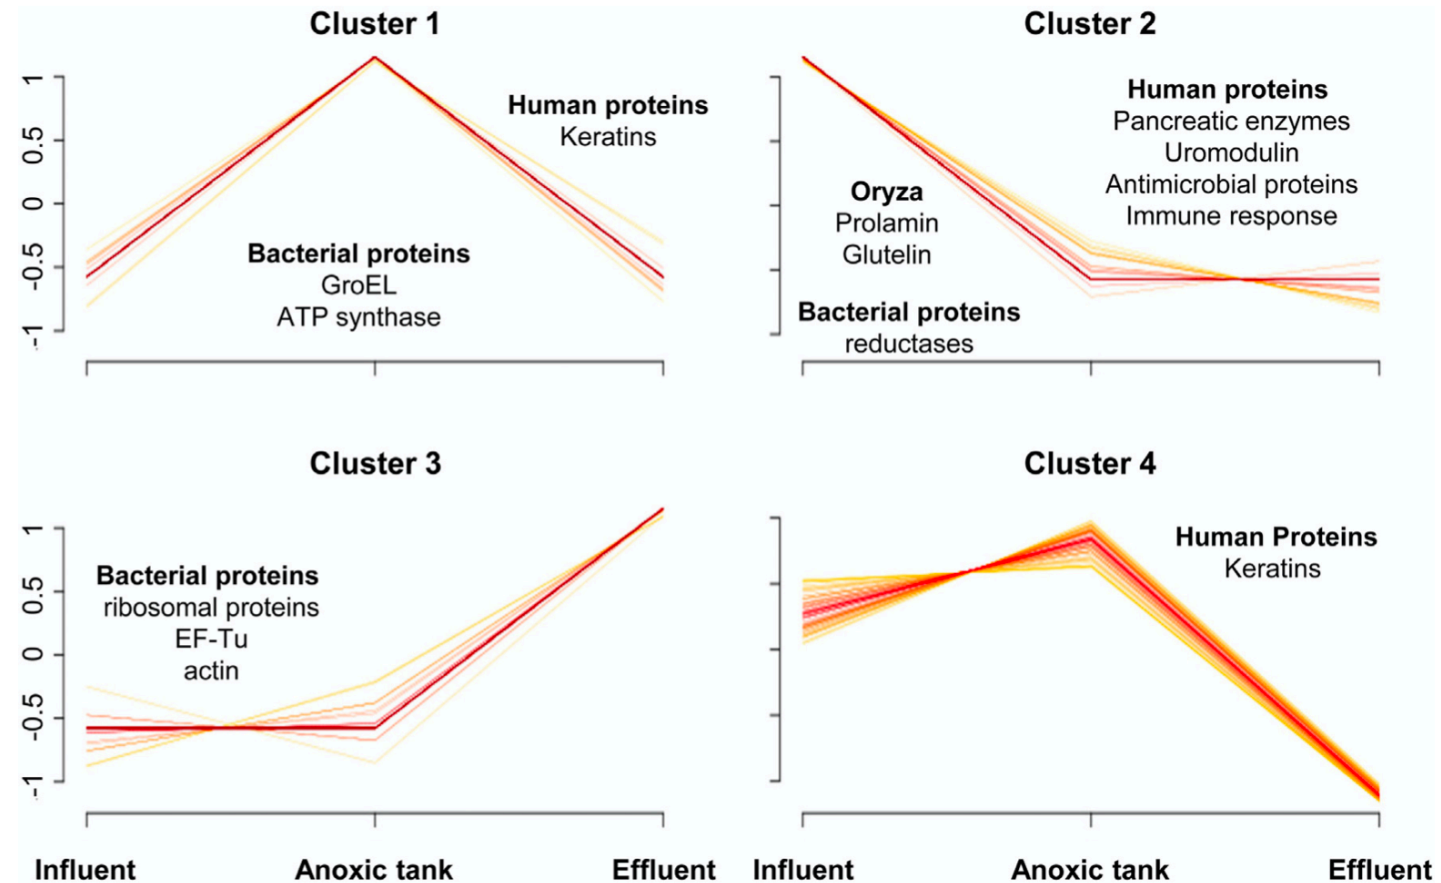 Cluster 1
1
0.5
0
-0.5
-1
Human proteins
Keratins
Bacterial proteins
GroEL
ATP synthase
Cluster 2
Human proteins
Pancreatic enzymes
Uromodulin
Antimicrobial proteins
Immune response
Oryza
Prolamin
Glutelin
Bacterial proteins
reductases
Cluster 3
1
0.5
0
-0.5
-1
Bacterial proteins
ribosomal proteins
EF-Tu
actin
Cluster 4
Human Proteins
Keratins
Influent Anoxic tank Effluent Influent Anoxic tank Effluent